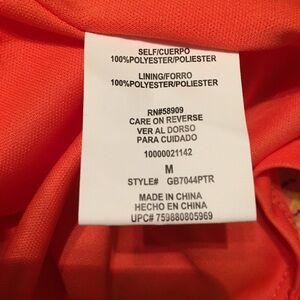 SELF/CUERPO
100%POLYESTER/POLIESTER
LINING/FORRO
100%POLYESTER/POLIESTER
RN#58909
CARE ON REVERSE
VER AL DORSO
PARA CUIDADO
10000021142
M
STYLE# GB7044PTR
MADE IN CHINA
HECHO EN CHINA
UPC# 759880805969